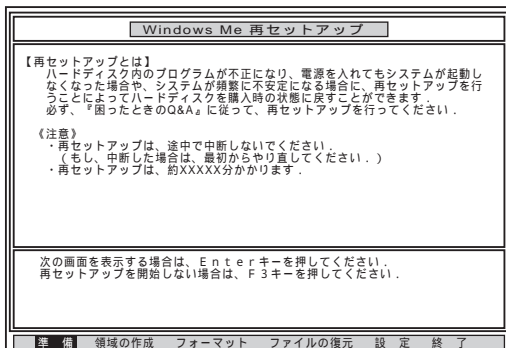 Windows Me 再セットアップ
【再セットアップとは】
ハードディスク内のプログラムが不正になり、電源を入れてもシステムが起動し
なくなった場合や、システムが頻繁に不安定になる場合に、再セットアップを行
うことによってハードディスクを購入時の状態に戻すことができます．
必ず、『困ったときのQ&A』に従って、再セットアップを行ってください．
《注意》
・再セットアップは、途中で中断しないでください．
（もし、中断した場合は、最初からやり直してください．）
・再セットアップは、約XXXXX分かかります．
次の画面を表示する場合は、Ｅｎｔｅｒキーを押してください．
再セットアップを開始しない場合は、Ｆ３キーを押してください．
準　備　領域の作成　フォーマット　ファイルの復元　設　定　終　了